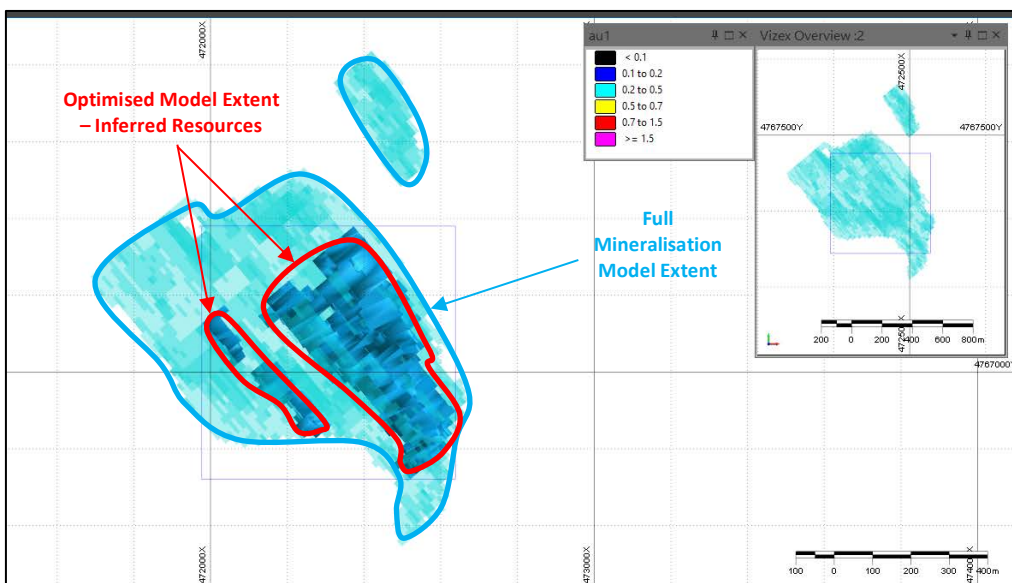 472000X
au1
< 0.1
0.1 to 0.2
0.2 to 0.5
0.5 to 0.7
0.7 to 1.5
>= 1.5
Vizex Overview :2
472500X
4767500Y
4767500Y
472500X
200 0 200 400 600 800m
Optimised Model Extent
– Inferred Resources
Full
Mineralisation
Model Extent
4767000Y
472000X
473000X
474000X
100 0 100 200 300 400m